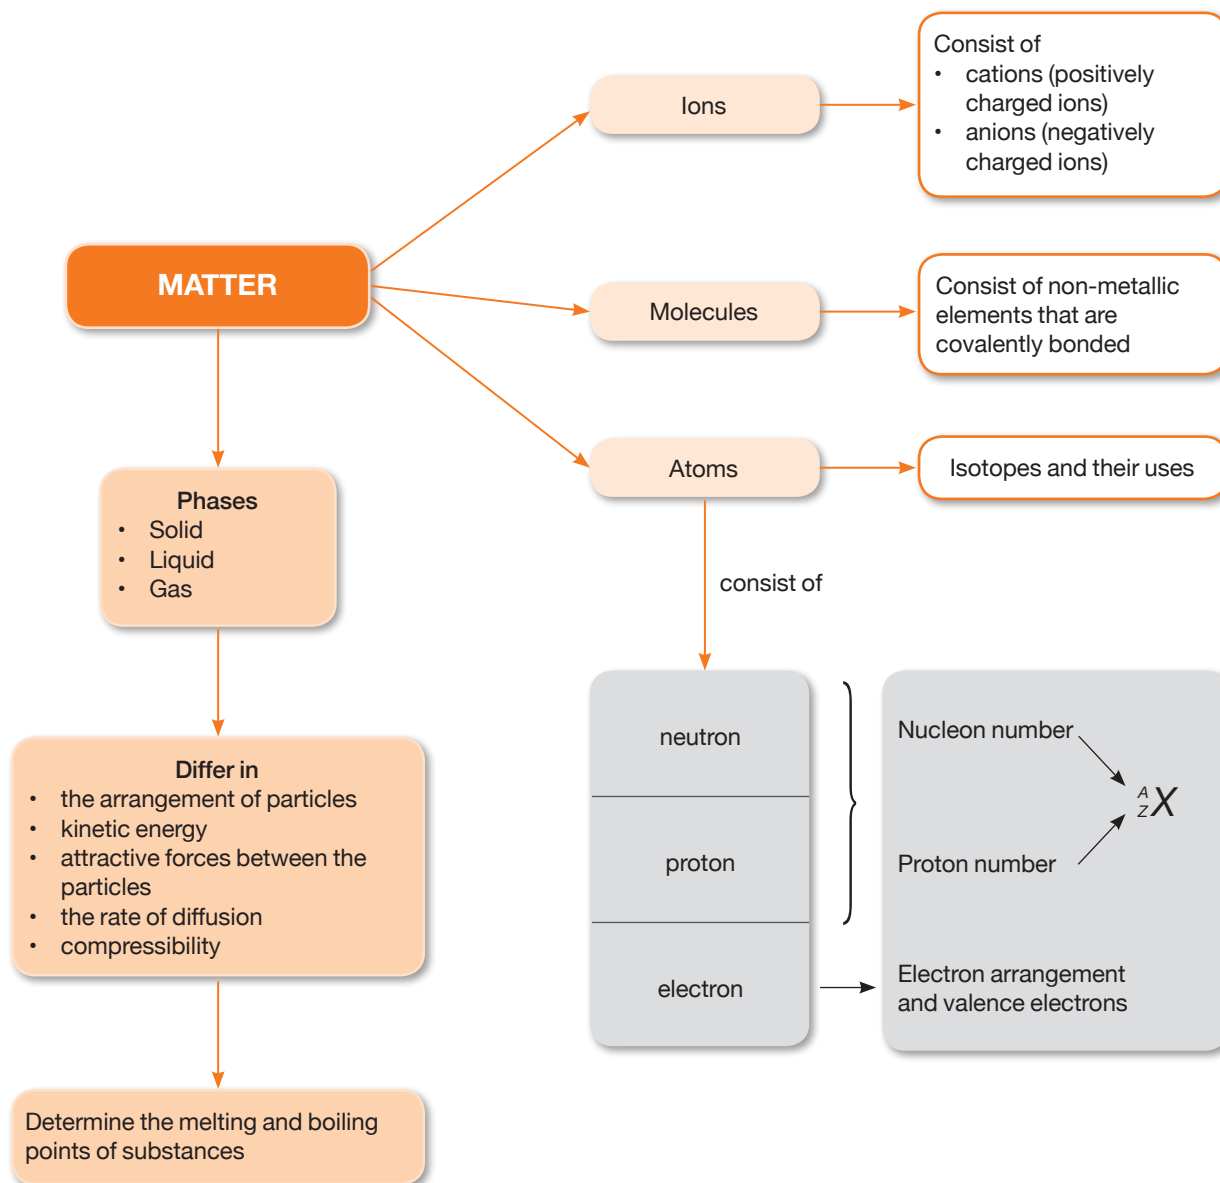 MATTER
Ions
Consist of
• cations (positively
charged ions)
• anions (negatively
charged ions)
Molecules
Consist of non-metallic
elements that are
covalently bonded
Atoms
Isotopes and their uses
consist of
neutron
proton
electron
Nucleon number
Proton number
A
Z X
Electron arrangement
and valence electrons
Phases
• Solid
• Liquid
• Gas
Differ in
• the arrangement of particles
• kinetic energy
• attractive forces between the
particles
• the rate of diffusion
• compressibility
Determine the melting and boiling
points of substances